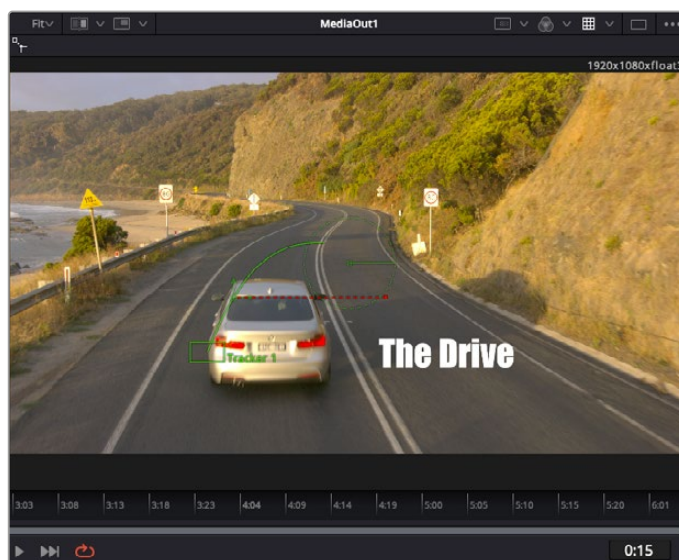 Fit
MediaOut1
1920x1080xfloat3
Tracker 1
The Drive
3:03 3:08 3:13 3:18 3:23 4:04 4:09 4:14 4:19 5:00 5:05 5:10 5:15 5:20 6:01
0:15